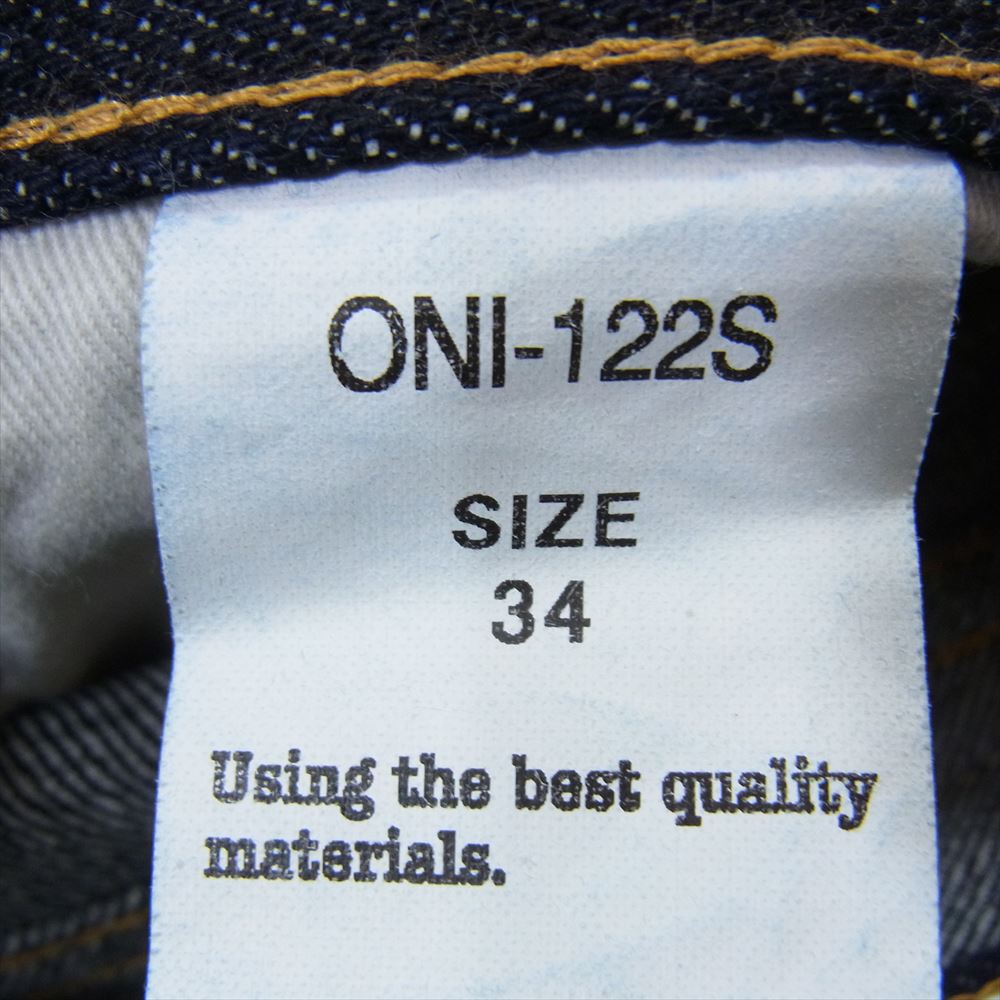 ONI-122S
SIZE
34
Using the best quality
materials.